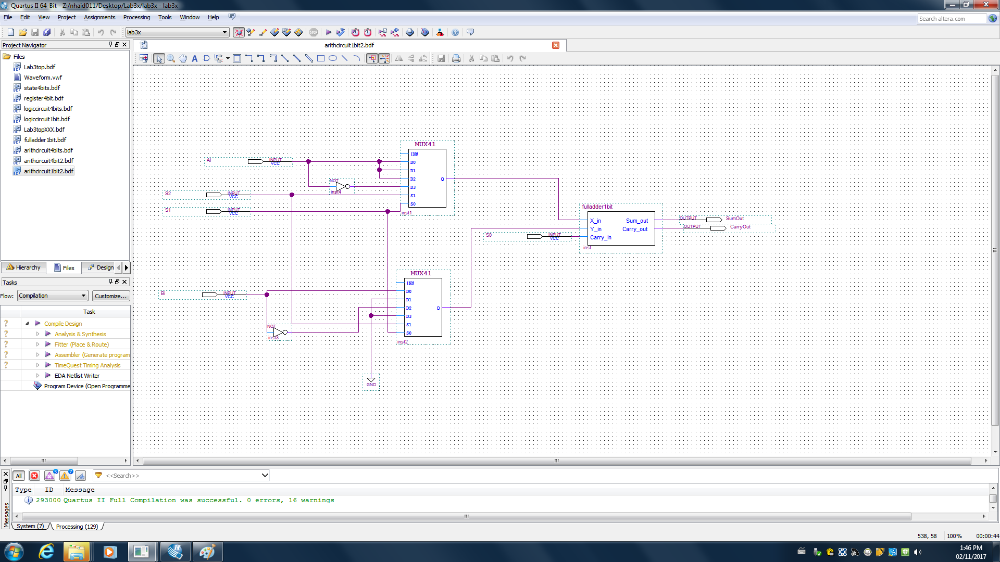 Quartus II 64-Bit - Z:/nhaid011/Desktop/Lab3x/lab3x - lab3x
File Edit View Project Assignments Processing Tools Window Help
Search altera.com
lab3x
STOP
Project Navigator
arithcircuit1bit2.bdf
Files
Lab3top.bdf
Waveform.vwf
state4bits.bdf
register4bit.bdf
logiccircuit4bits.bdf
logiccircuit1bit.bdf
Lab3topXXX.bdf
fulladder1bit.bdf
arithcircuit4bits.bdf
arithcircuit4bit2.bdf
arithcircuit1bit2.bdf
Hierarchy Files Design
Tasks
Flow: Compilation Customize...
Task
Compile Design
Analysis & Synthesis
Fitter (Place & Route)
Assembler (Generate program
TimeQuest Timing Analysis
EDA Netlist Writer
Program Device (Open Programme
Ai INPUT VCC
S2 INPUT VCC
S1 INPUT VCC
NOT
inst4
MUX41
INH
D0
D1
D2
D3
S1
S0
Q
inst1
S0 INPUT VCC
fulladder1bit
X_in Sum_out
Y_in Carry_out
Carry_in
inst
OUTPUT SumOut
OUTPUT CarryOut
Bi INPUT VCC
NOT
inst3
MUX41
INH
D0
D1
D2
D3
S1
S0
Q
inst2
GND
All 5 7 <<Search>>
Type ID Message
293000 Quartus II Full Compilation was successful. 0 errors, 16 warnings
Messages
System (7) Processing (129)
538, 58 100% 00:00:44
1:46 PM
02/11/2017